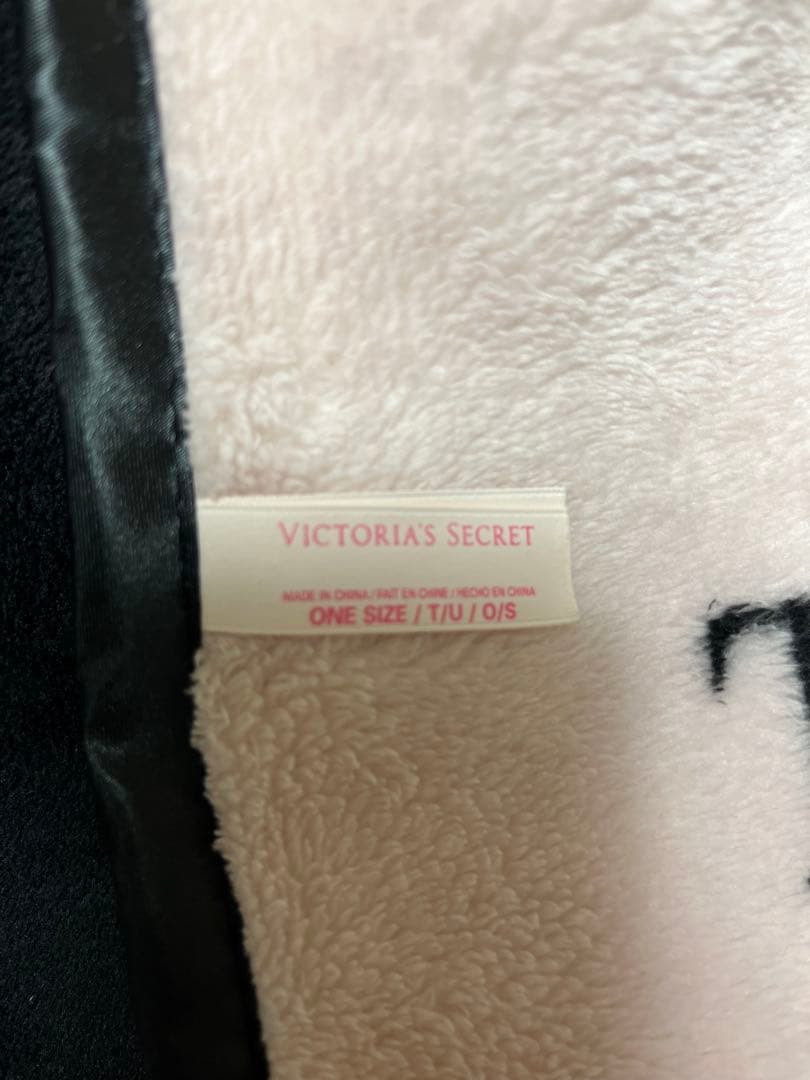 VICTORIA'S SECRET
MADE IN CHINA / FAIT EN CHINE / HECHO EN CHINA
ONE SIZE / T/U / O/S
T